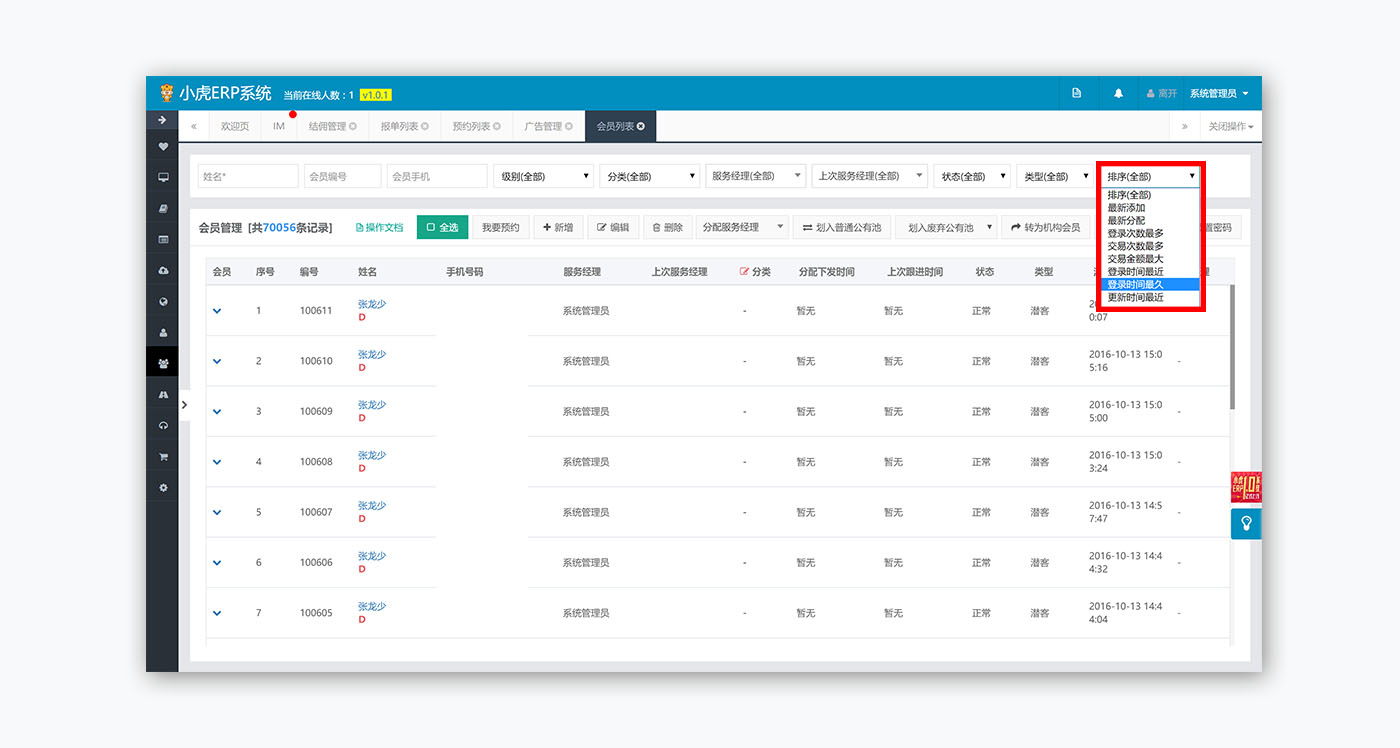 小虎ERP系统 当前在线人数：1 v1.0.1 离开 系统管理员
« 欢迎页 IM 结佣管理 报单列表 预约列表 广告管理 会员列表 » 关闭操作
姓名* 会员编号 会员手机 级别(全部) 分类(全部) 服务经理(全部) 上次服务经理(全部) 状态(全部) 类型(全部) 排序(全部)
排序(全部)
最新添加
最新分配
登录次数最多
交易次数最多
交易金额最大
登录时间最近
登录时间最久
更新时间最近
会员管理 [共70056条记录] 操作文档 全选 我要预约 新增 编辑 删除 分配服务经理 划入普通公有池 划入废弃公有池 转为机构会员 置密码
会员 序号 编号 姓名 手机号码 服务经理 上次服务经理 分类 分配下发时间 上次跟进时间 状态 类型
1 100611 张龙少 系统管理员 - 暂无 暂无 正常 潜客
D 0:07
2 100610 张龙少 系统管理员 - 暂无 暂无 正常 潜客 2016-10-13 15:0 -
D 5:16
3 100609 张龙少 系统管理员 - 暂无 暂无 正常 潜客 2016-10-13 15:0 -
D 5:00
4 100608 张龙少 系统管理员 - 暂无 暂无 正常 潜客 2016-10-13 15:0 -
D 3:24
5 100607 张龙少 系统管理员 - 暂无 暂无 正常 潜客 2016-10-13 14:5 -
D 7:47
6 100606 张龙少 系统管理员 - 暂无 暂无 正常 潜客 2016-10-13 14:4 -
D 4:32
7 100605 张龙少 系统管理员 - 暂无 暂无 正常 潜客 2016-10-13 14:4 -
D 4:04
ERP 1.0